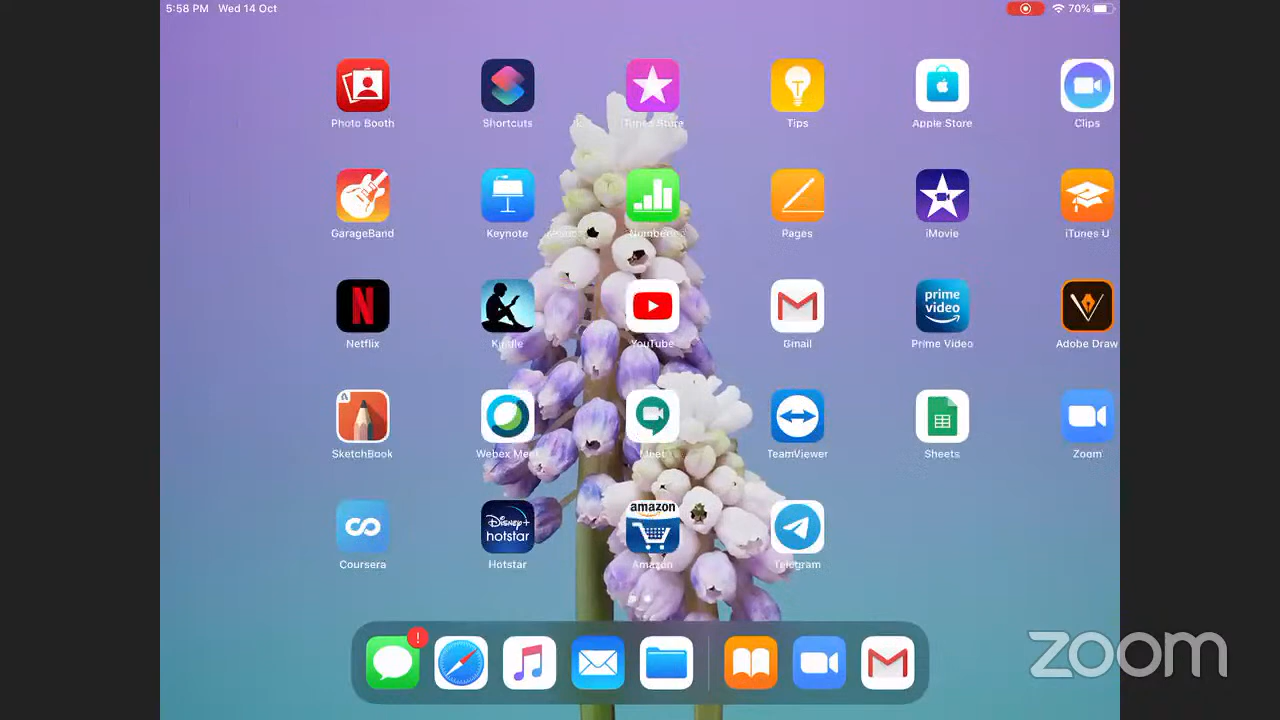 5:58 PM Wed 14 Oct 70%
Photo Booth Shortcuts iTunes Store Tips Apple Store Clips
GarageBand Keynote Numbers Pages iMovie iTunes U
prime video
Netflix Kindle YouTube Gmail Prime Video Adobe Draw
SketchBook Webex Meet Meet TeamViewer Sheets Zoom
Disney+ hotstar amazon
Coursera Hotstar Amazon Telegram
zoom